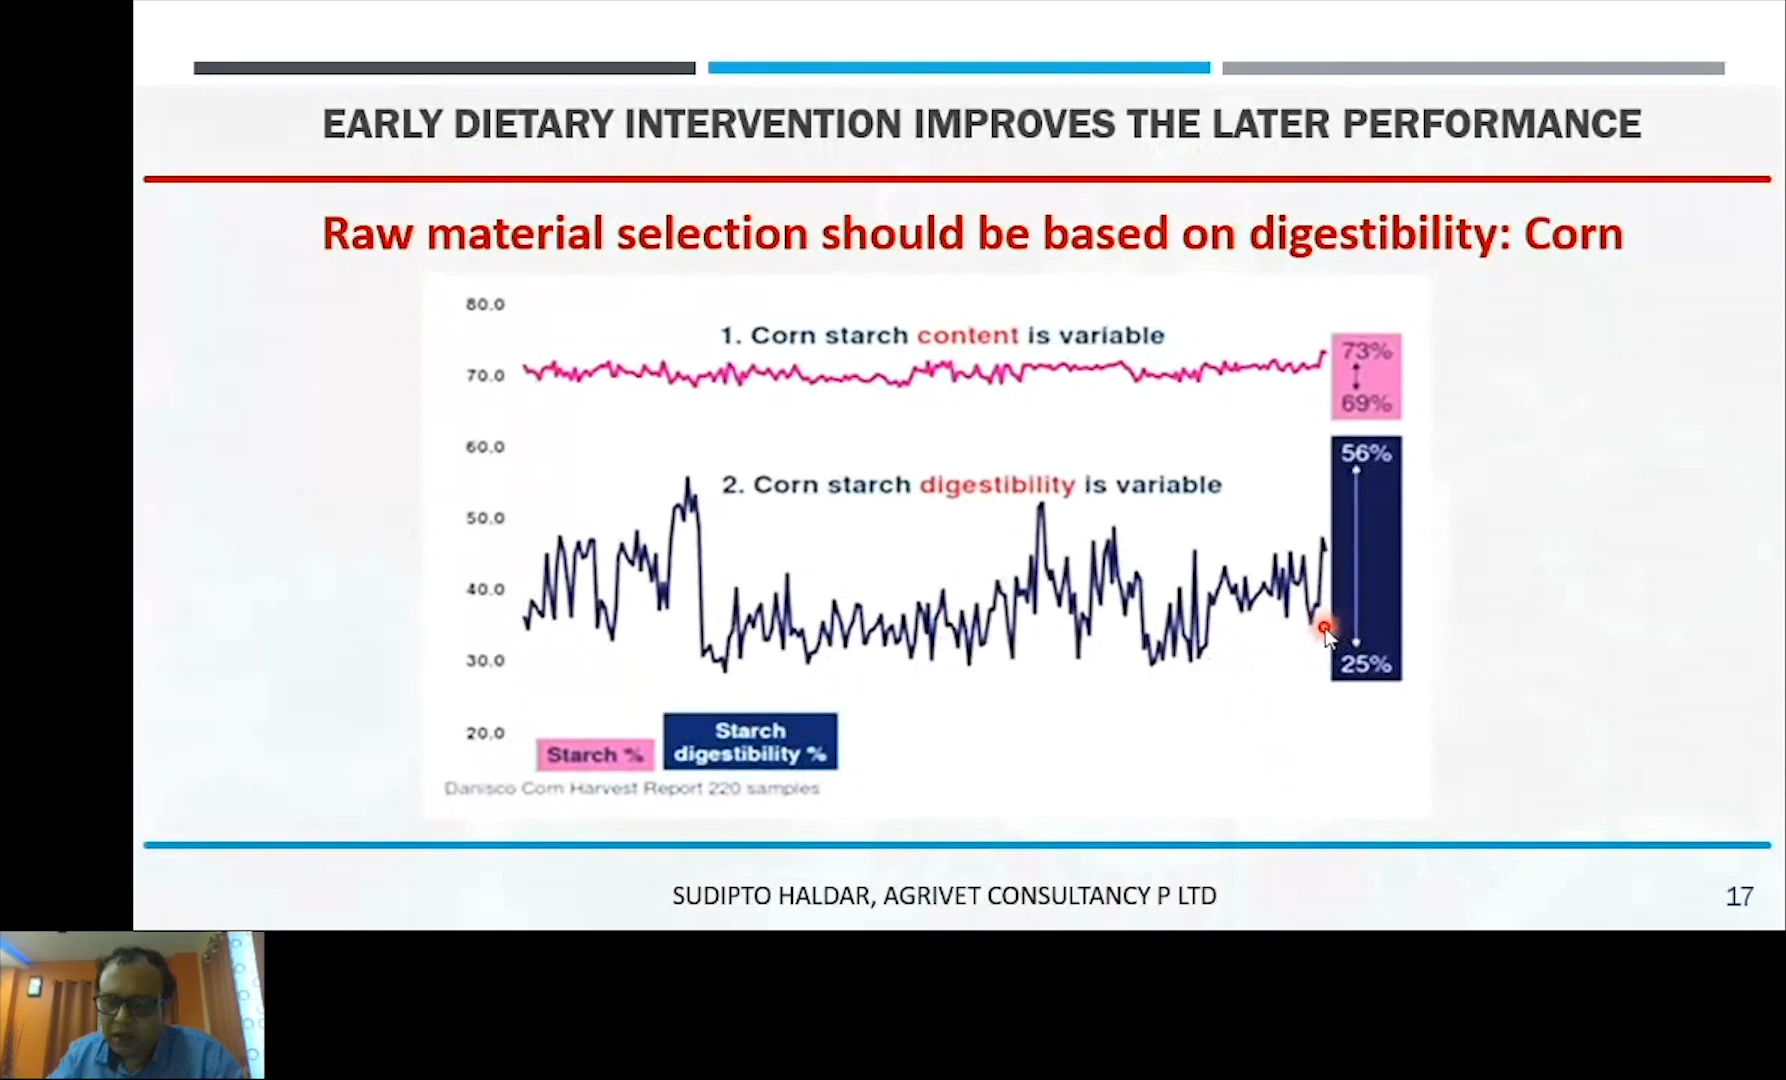 EARLY DIETARY INTERVENTION IMPROVES THE LATER PERFORMANCE
Raw material selection should be based on digestibility: Corn
80.0
1. Corn starch content is variable
73%
70.0
69%
60.0
56%
2. Corn starch digestibility is variable
50.0
40.0
30.0
25%
20.0
Starch %
Starch
digestibility %
Danisco Corn Harvest Report 220 samples
SUDIPTO HALDAR, AGRIVET CONSULTANCY P LTD
17